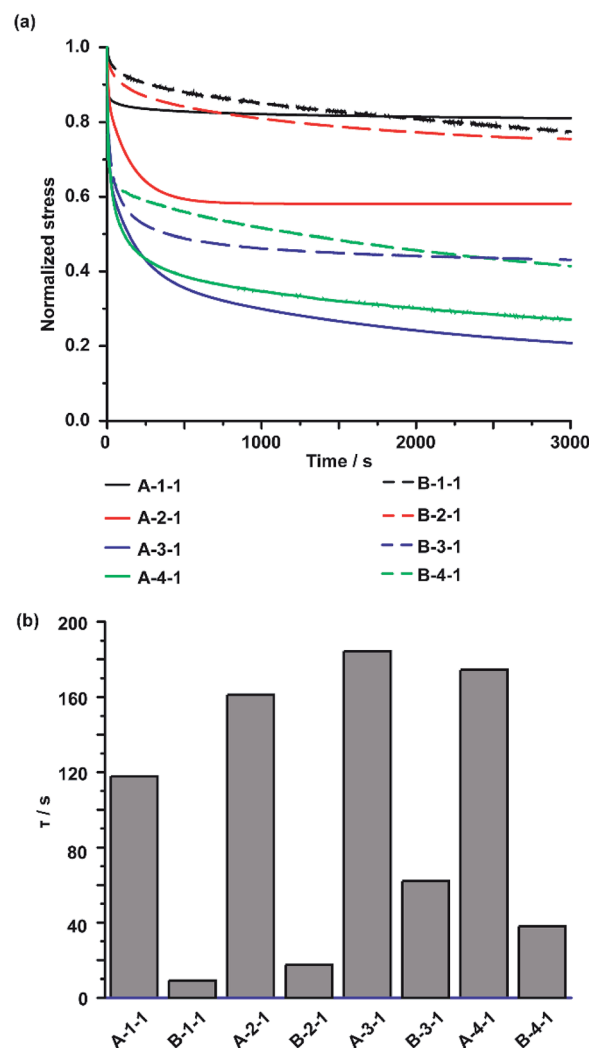 (a)
1.0
0.8
0.6
0.4
0.2
0.0
Normalized stress
0 1000 2000 3000
Time / s
A-1-1 B-1-1
A-2-1 B-2-1
A-3-1 B-3-1
A-4-1 B-4-1
(b)
200
160
120
80
40
0
τ / s
A-1-1 B-1-1 A-2-1 B-2-1 A-3-1 B-3-1 A-4-1 B-4-1